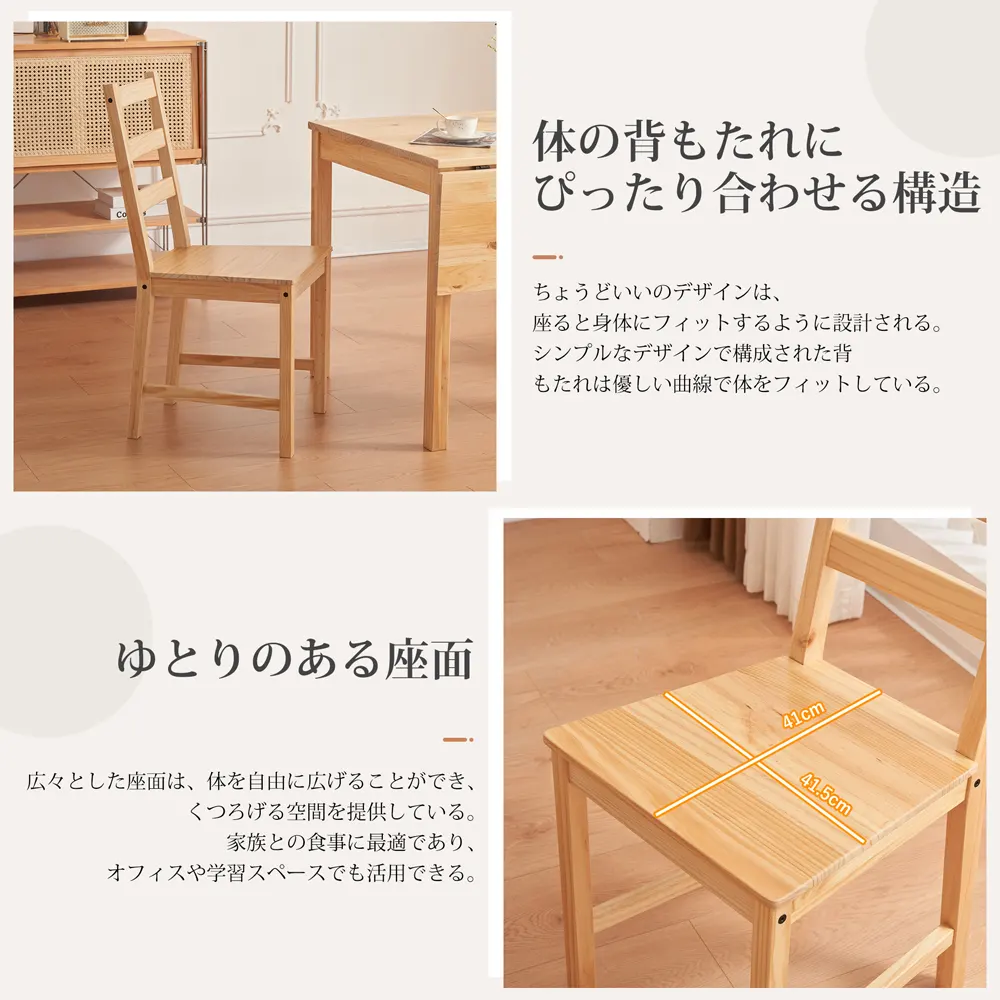 体の背もたれに
ぴったり合わせる構造
ちょうどいいのデザインは、
座ると身体にフィットするように設計される。
シンプルなデザインで構成された背
もたれは優しい曲線で体をフィットしている。
ゆとりのある座面
広々とした座面は、体を自由に広げることができ、
くつろげる空間を提供している。
家族との食事に最適であり、
オフィスや学習スペースでも活用できる。
41cm
41.5cm